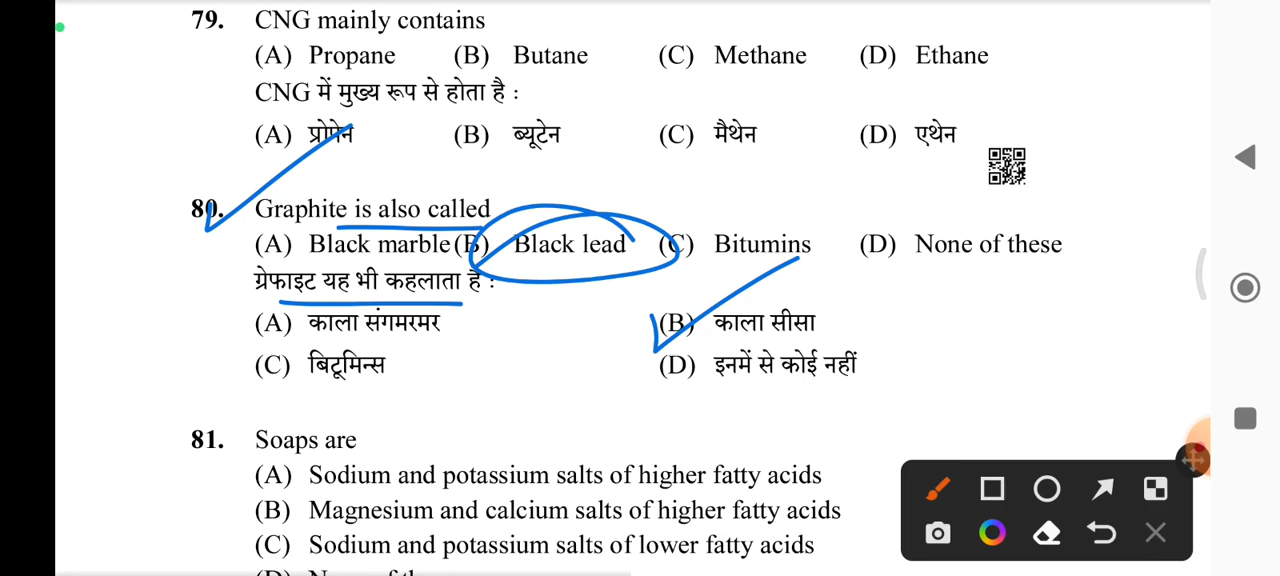 79. CNG mainly contains
(A) Propane (B) Butane (C) Methane (D) Ethane
CNG में मुख्य रूप से होता है :
(A) प्रोपेन (B) ब्यूटेन (C) मैथेन (D) एथेन
80. Graphite is also called
(A) Black marble (B) Black lead (C) Bitumins (D) None of these
ग्रेफाइट यह भी कहलाता है :
(A) काला संगमरमर (B) काला सीसा
(C) बिटूमिन्स (D) इनमें से कोई नहीं
81. Soaps are
(A) Sodium and potassium salts of higher fatty acids
(B) Magnesium and calcium salts of higher fatty acids
(C) Sodium and potassium salts of lower fatty acids